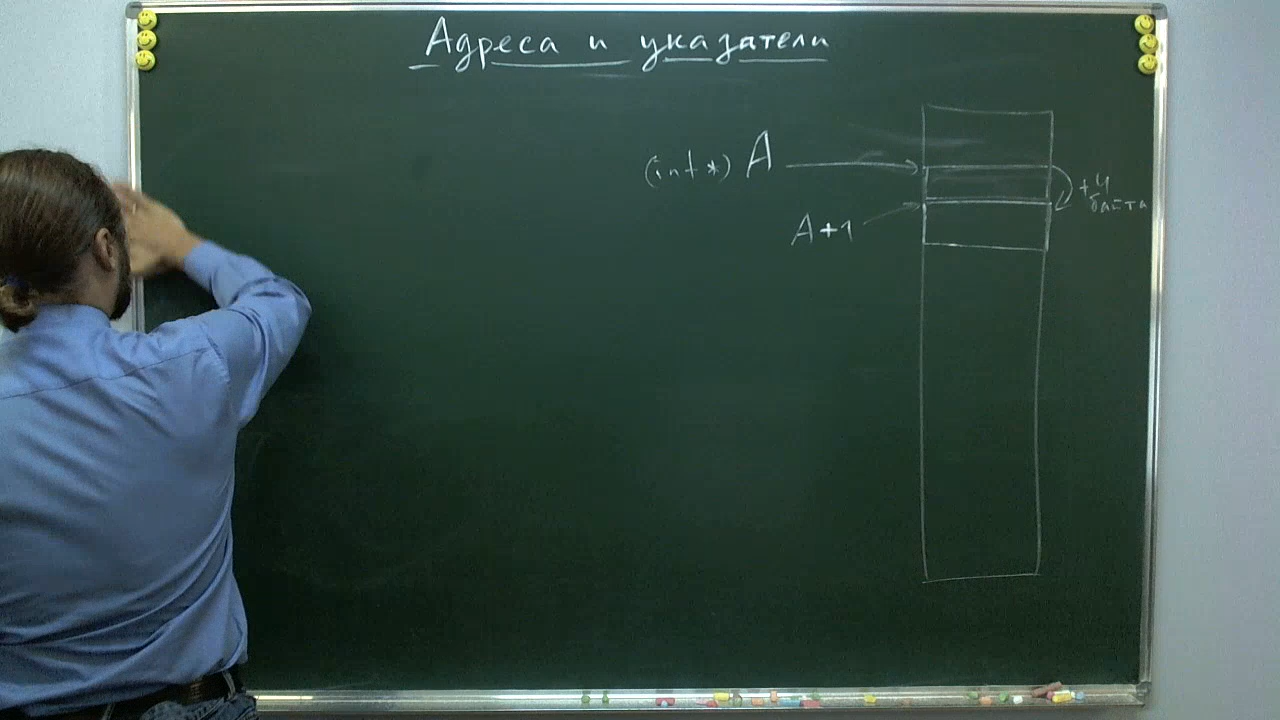 Адреса и указатели
(int *) A
+4
байта
A+1